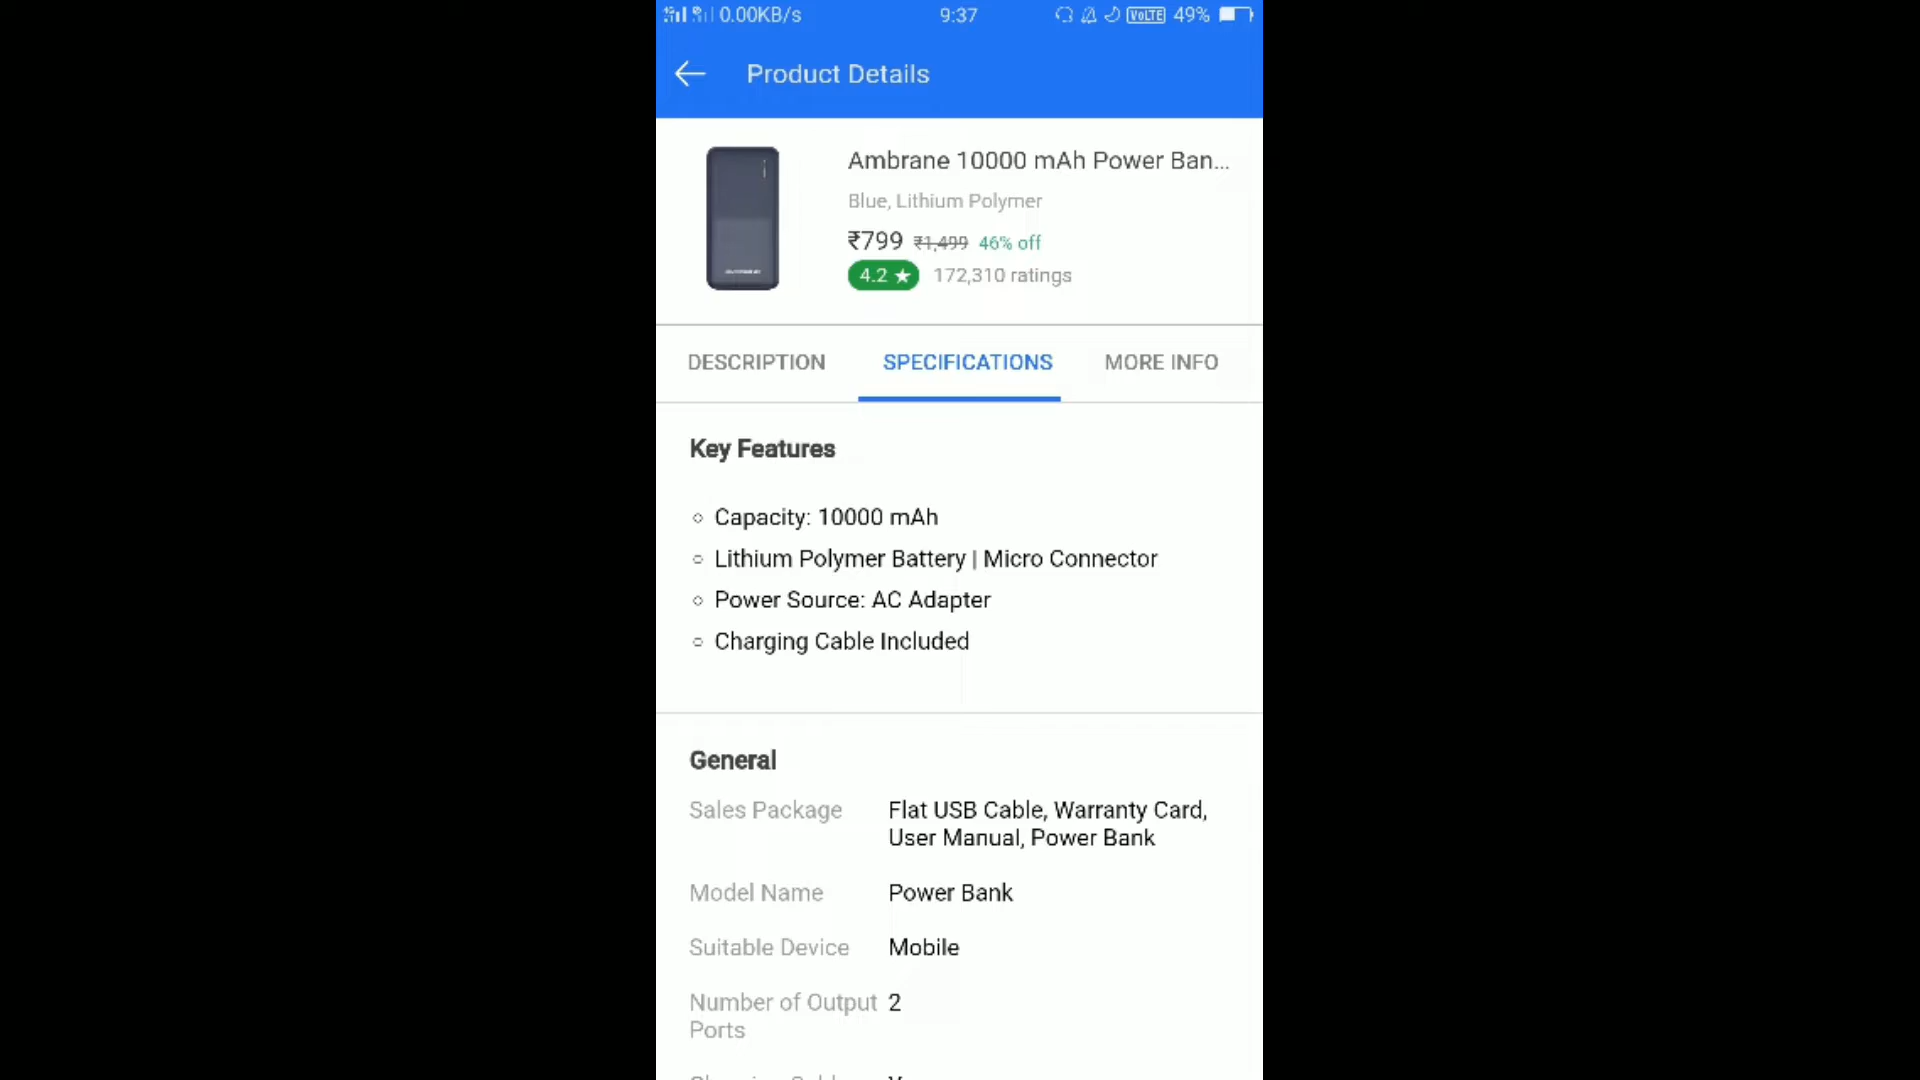 0.00KB/s 9:37 VoLTE 49%
Product Details
Ambrane 10000 mAh Power Ban...
Blue, Lithium Polymer
₹799 ₹1,499 46% off
4.2 ★ 172,310 ratings
DESCRIPTION SPECIFICATIONS MORE INFO
Key Features
Capacity: 10000 mAh
Lithium Polymer Battery | Micro Connector
Power Source: AC Adapter
Charging Cable Included
General
Sales Package Flat USB Cable, Warranty Card,
User Manual, Power Bank
Model Name Power Bank
Suitable Device Mobile
Number of Output 2
Ports